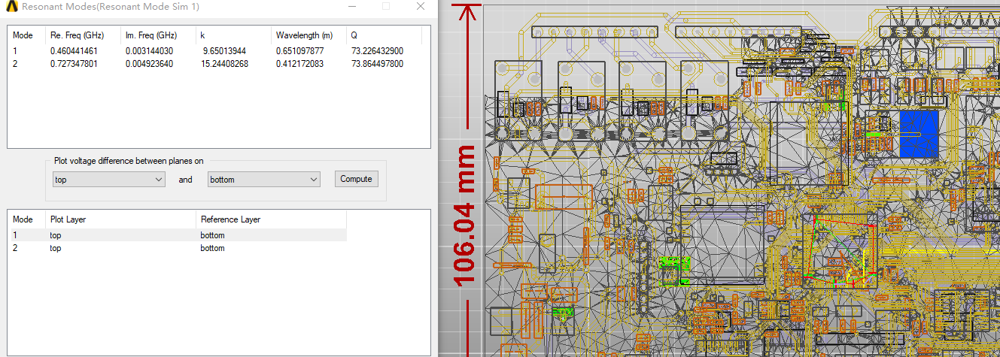 Resonant Modes(Resonant Mode Sim 1)
Mode Re. Freq (GHz) Im. Freq (GHz) k Wavelength (m) Q
1 0.460441461 0.003144030 9.65013944 0.651097877 73.226432900
2 0.727347801 0.004923640 15.24408268 0.412172083 73.864497800
Plot voltage difference between planes on
top and bottom Compute
Mode Plot Layer Reference Layer
1 top bottom
2 top bottom
106.04 mm